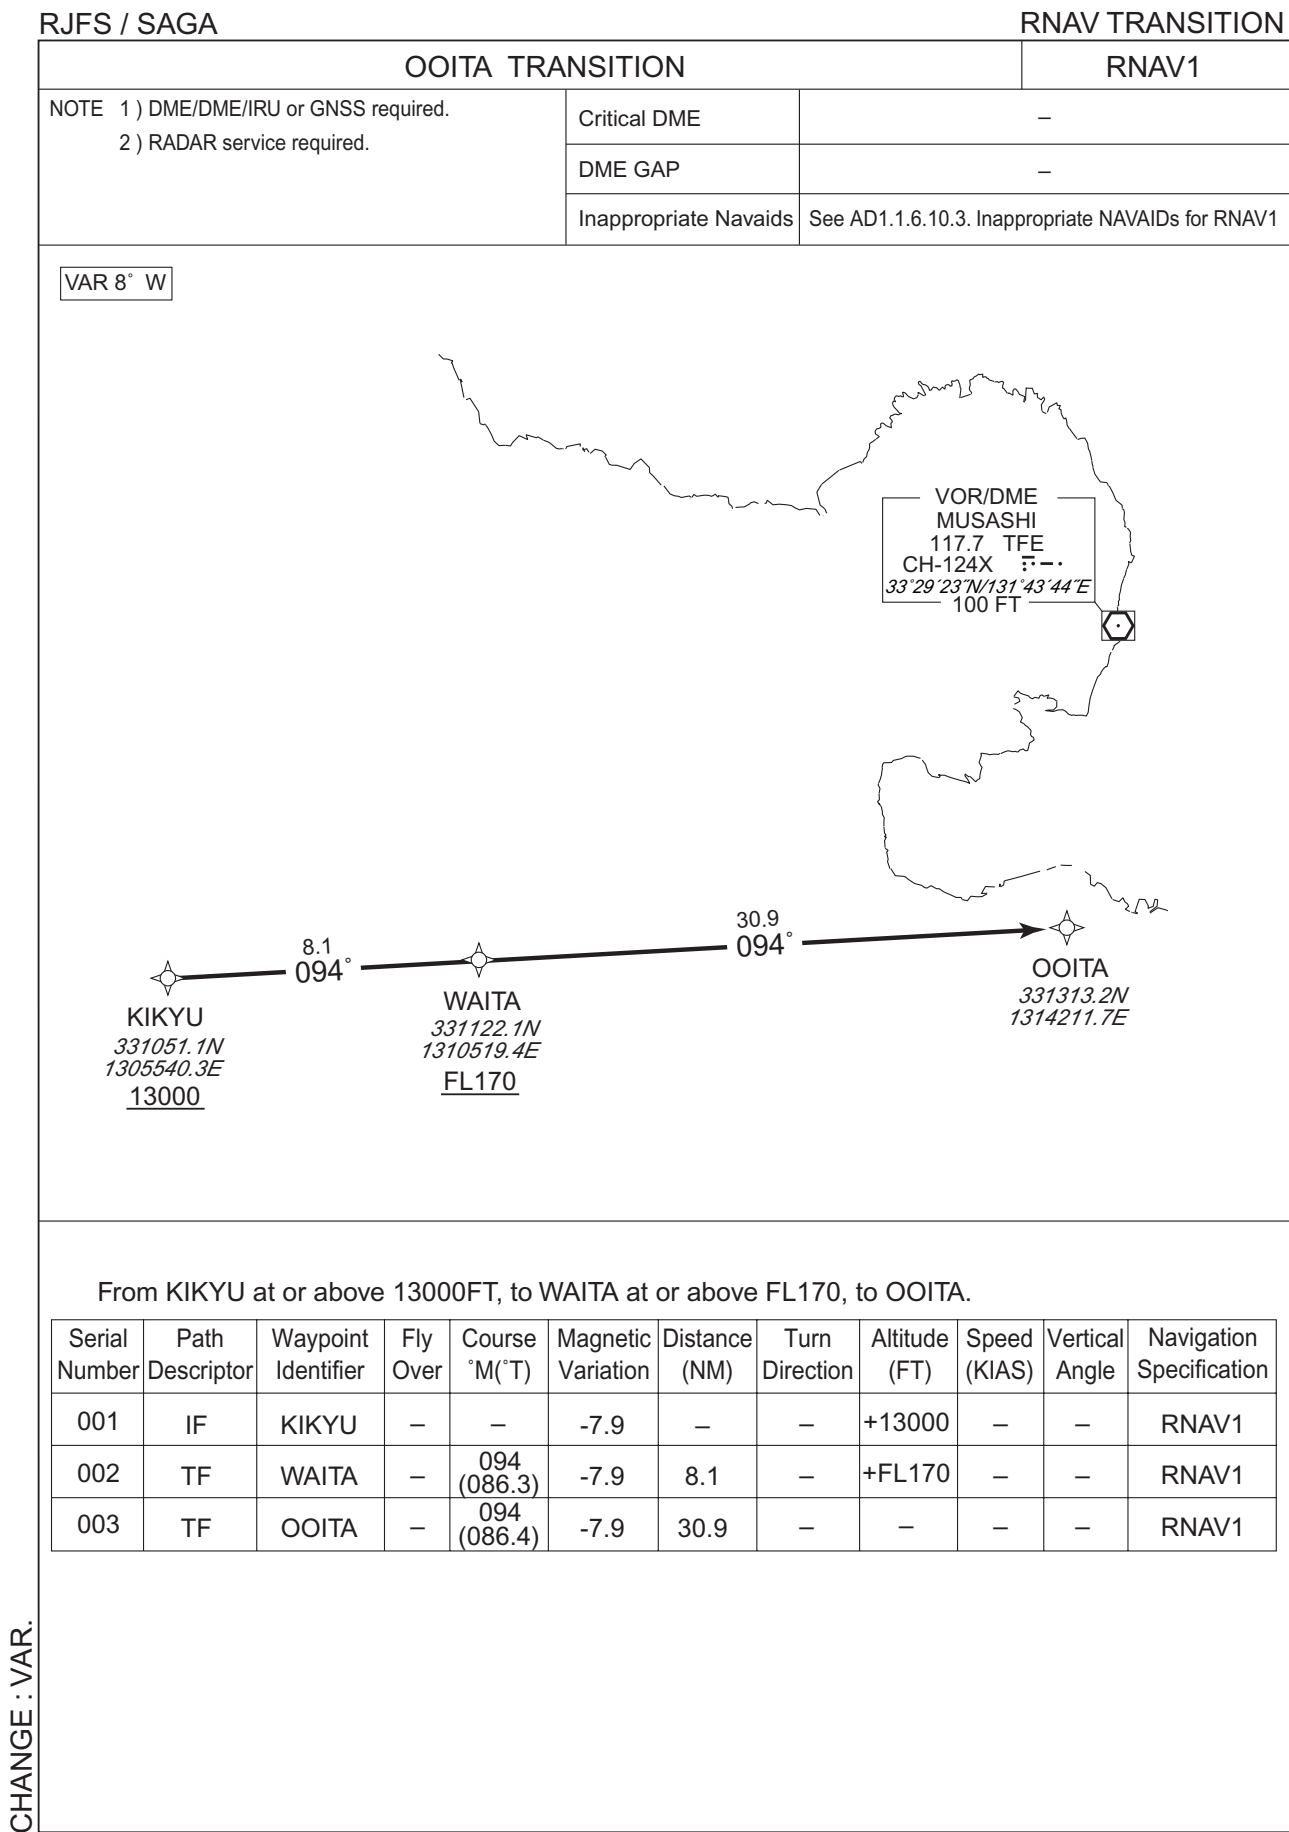 RJFS / SAGA
RNAV TRANSITION
OOITA TRANSITION
RNAV1
NOTE 1 ) DME/DME/IRU or GNSS required.
2 ) RADAR service required.
Critical DME –
DME GAP –
Inappropriate Navaids See AD1.1.6.10.3. Inappropriate NAVAIDs for RNAV1
VAR 8˚ W
VOR/DME
MUSASHI
117.7 TFE
CH-124X
33˚29´23˝N/131˚43´44˝E
100 FT
8.1
094˚
30.9
094˚
KIKYU
331051.1N
1305540.3E
13000
WAITA
331122.1N
1310519.4E
FL170
OOITA
331313.2N
1314211.7E
From KIKYU at or above 13000FT, to WAITA at or above FL170, to OOITA.
Serial Number Path Descriptor Waypoint Identifier Fly Over Course ˚M(˚T) Magnetic Variation Distance (NM) Turn Direction Altitude (FT) Speed (KIAS) Vertical Angle Navigation Specification
001 IF KIKYU – – -7.9 – – +13000 – – RNAV1
002 TF WAITA – 094 (086.3) -7.9 8.1 – +FL170 – – RNAV1
003 TF OOITA – 094 (086.4) -7.9 30.9 – – – – RNAV1
CHANGE : VAR.